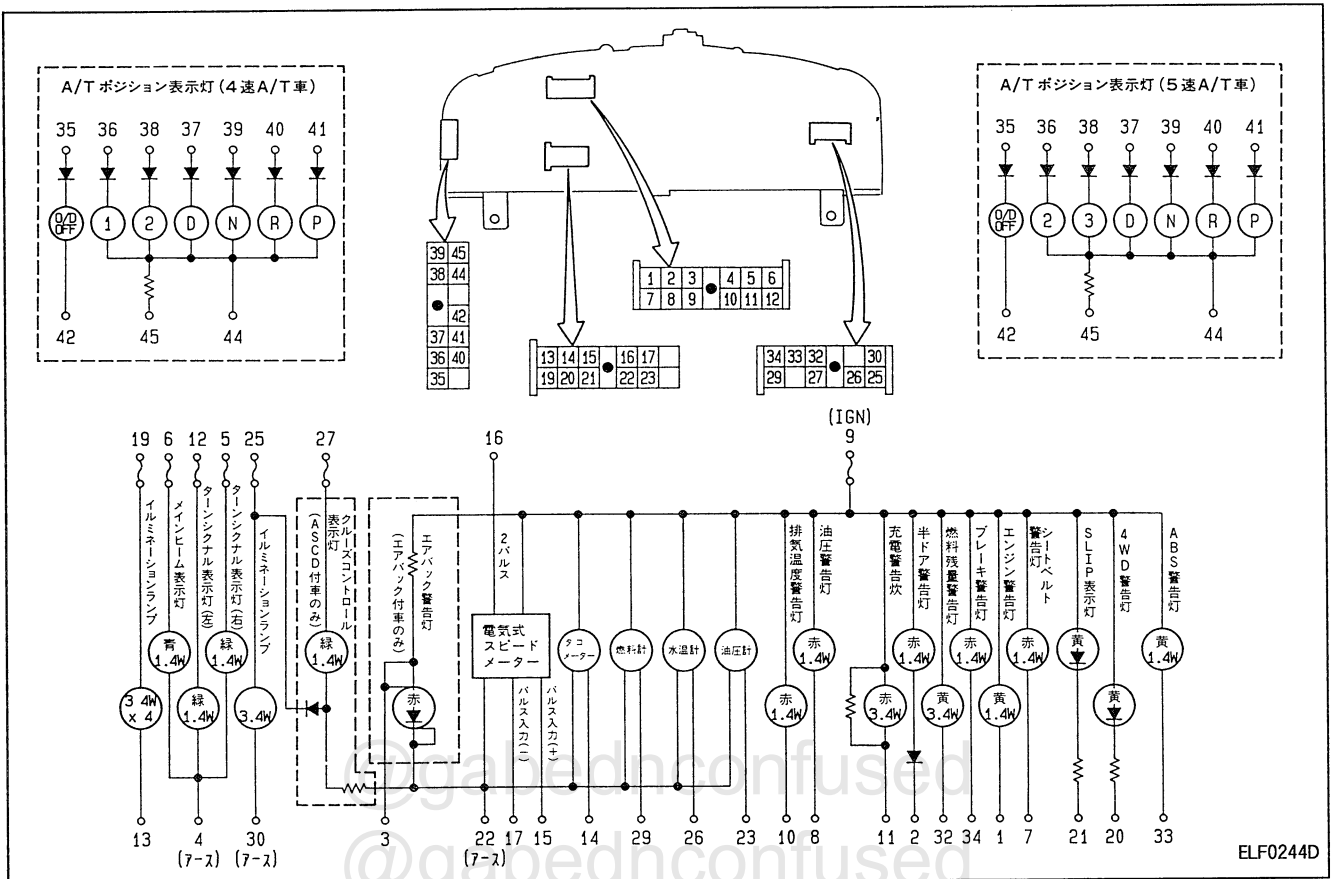 A/Tポジション表示灯(4速A/T車)
35 36 38 37 39 40 41
O/D OFF 1 2 D N R P
42 45 44
A/Tポジション表示灯(5速A/T車)
35 36 38 37 39 40 41
O/D OFF 2 3 D N R P
42 45 44
39 45
38 44
42
37 41
36 40
35
1 2 3 4 5 6
7 8 9 10 11 12
13 14 15 16 17
19 20 21 22 23
34 33 32 30
29 27 26 25
(IGN)
9
19 6 12 5 25 27 16
イルミネーションランプ
メインビーム表示灯
ターンシクナル表示灯(左)
ターンシクナル表示灯(右)
イルミネーションランプ
クルーズコントロール
表示灯
(ASCD付車のみ)
エアバック警告灯
(エアバック付車のみ)
2パルス
排気温度警告灯
油圧警告灯
充電警告灯
半ドア警告灯
燃料残量警告灯
ブレーキ警告灯
エンジン警告灯
シートベルト
警告灯
SLIP表示灯
4WD警告灯
ABS警告灯
3.4W
x 4
青
1.4W
緑
1.4W
緑
1.4W
3.4W
緑
1.4W
赤
電気式
スピード
メーター
タコ
メーター
燃料計
水温計
油圧計
赤
1.4W
赤
1.4W
赤
3.4W
赤
1.4W
黄
3.4W
赤
1.4W
黄
1.4W
赤
1.4W
黄
黄
黄
1.4W
パルス入力(−)
パルス入力(+)
13 4 30 3 22 17 15 14 29 26 23 10 8 11 2 32 34 1 7 21 20 33
(アース) (アース) (アース)
ELF0244D
@gabednconfused
@gabednconfused